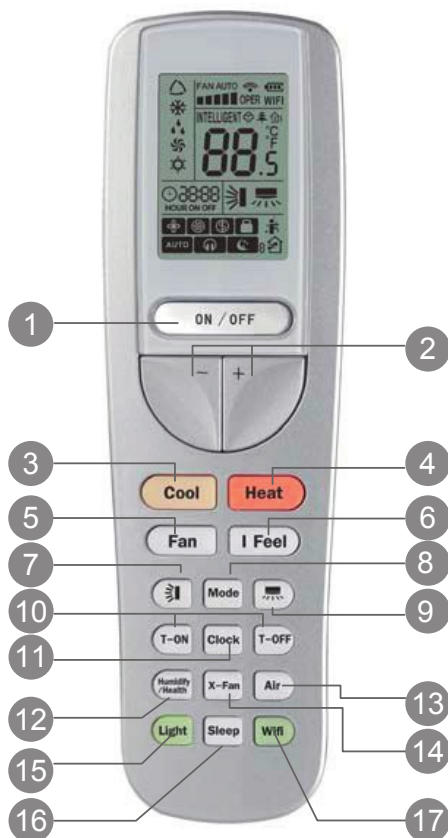 FAN AUTO
OPER WIFI
INTELLIGENT
88.5 °C °F
88:88
HOUR ON OFF
AUTO 8
1 ON / OFF
− + 2
3 Cool Heat 4
5 Fan I Feel 6
7 Mode 8
9
10 T-ON Clock T-OFF
11
12 Humidify /Health X-Fan Air 13
14
15 Light Sleep Wifi
16 17